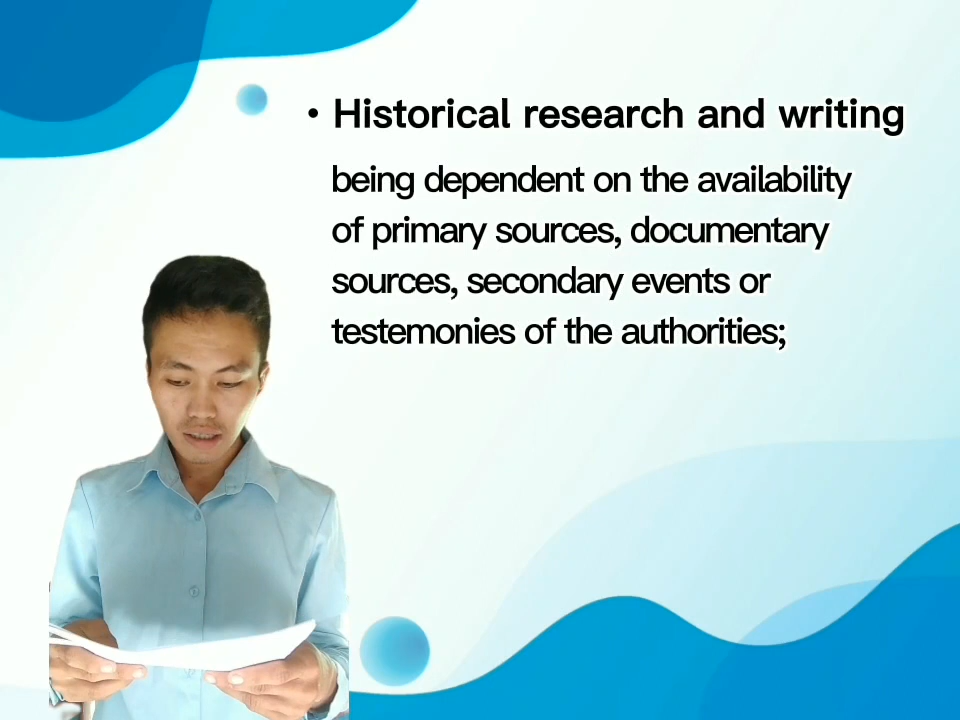 • Historical research and writing
being dependent on the availability
of primary sources, documentary
sources, secondary events or
testemonies of the authorities;